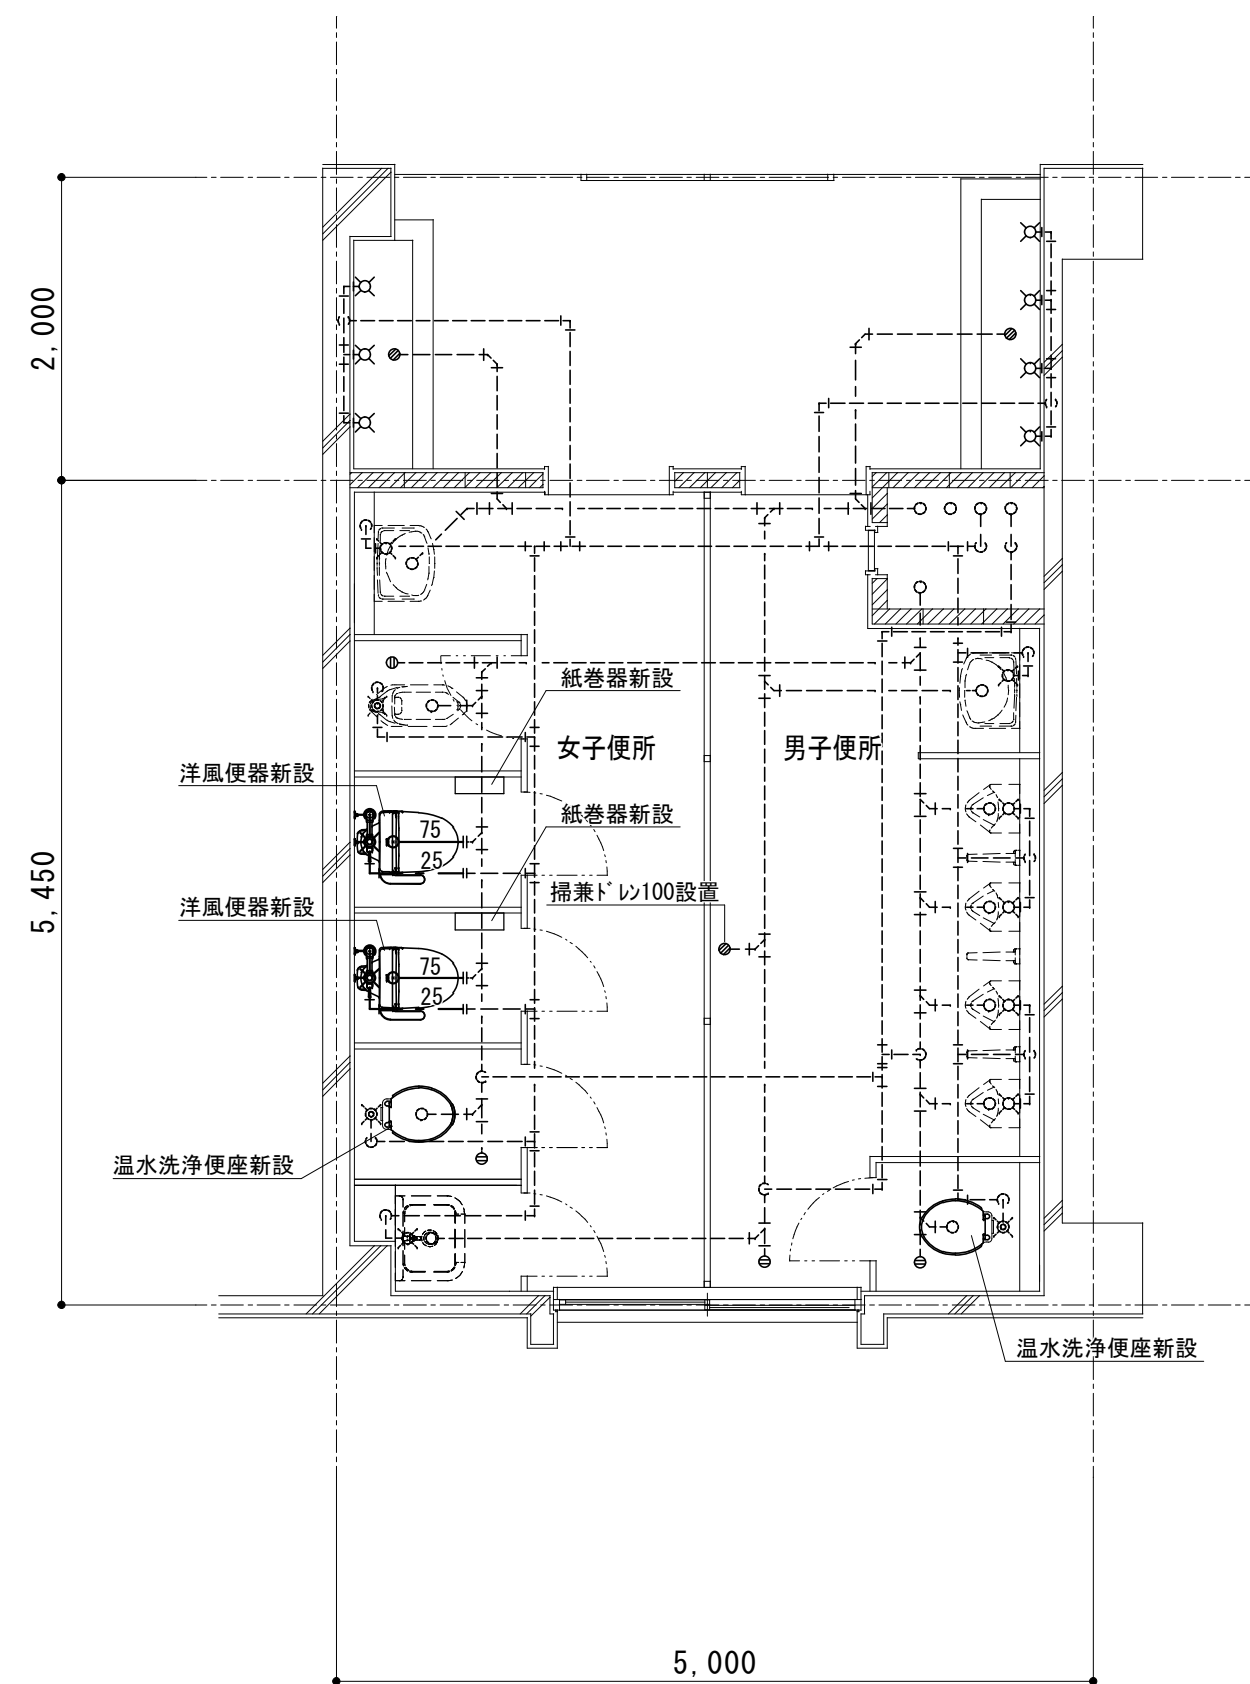 2,000
紙巻器新設
女子便所
男子便所
洋風便器新設
紙巻器新設
75
25
5,450
掃兼ドレン100設置
洋風便器新設
75
25
温水洗浄便座新設
温水洗浄便座新設
5,000